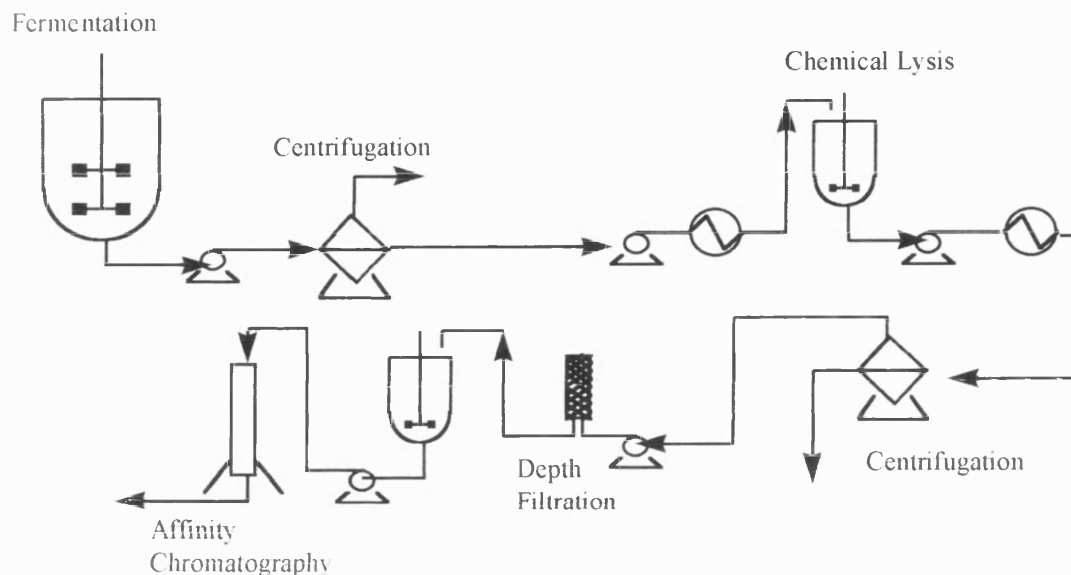 Fermentation
Chemical Lysis
Centrifugation
Centrifugation
Depth
Filtration
Affinity
Chromatography